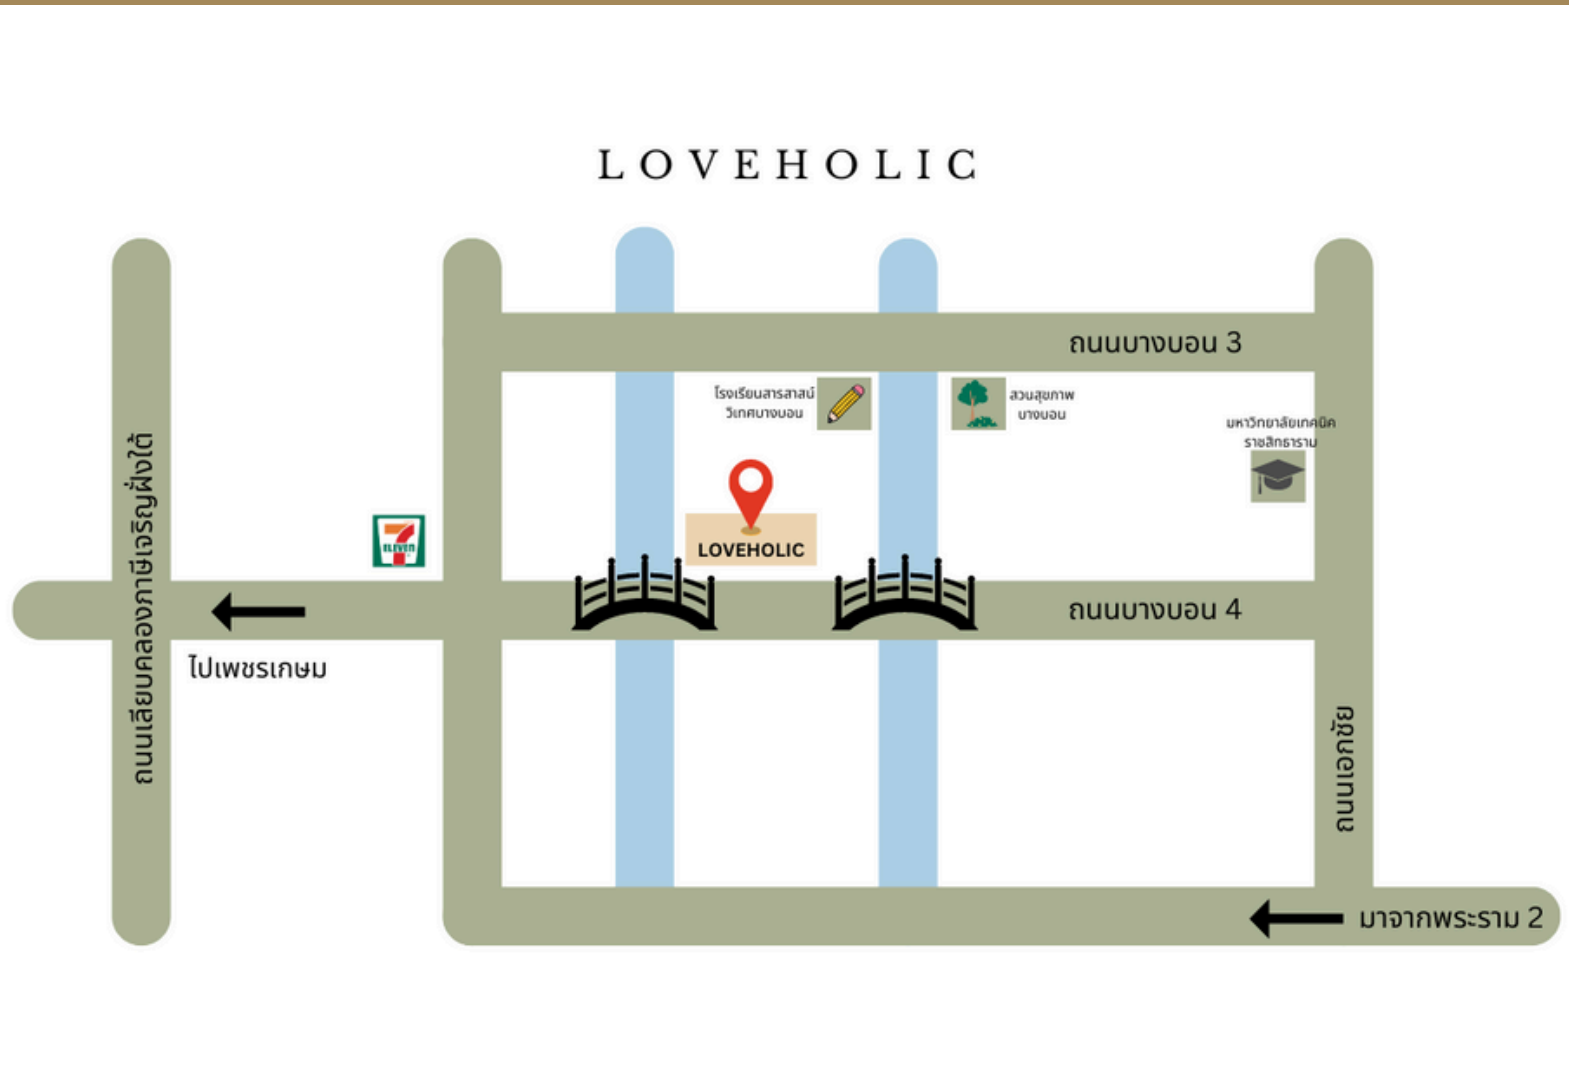 LOVEHOLIC
ถนนบางบอน 3
โรงเรียนสารสาสน์
วิเทศบางบอน
สวนสุขภาพ
บางบอน
มหาวิทยาลัยเทคนิค
ราชสิทธาราม
ถนนเลียบคลองภาษีเจริญฝั่งใต้
7
ELEVEN
LOVEHOLIC
ถนนบางบอน 4
ไปเพชรเกษม
ถนนเอกชัย
มาจากพระราม 2